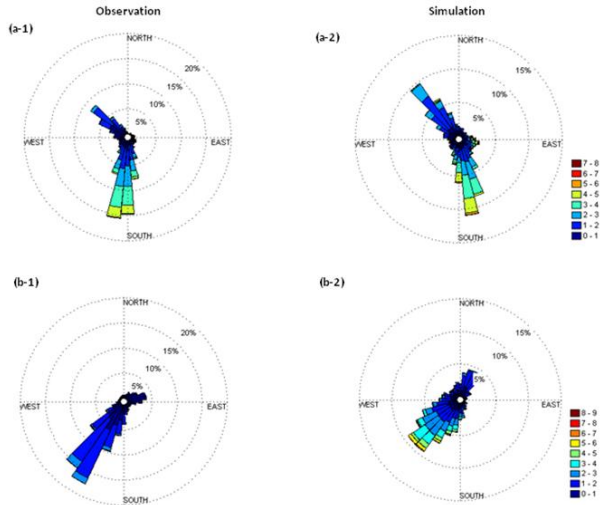 Observation
Simulation
(a-1)
(a-2)
NORTH
20%
15%
10%
5%
WEST
EAST
SOUTH
NORTH
15%
10%
5%
WEST
EAST
SOUTH
7 - 8
6 - 7
5 - 6
4 - 5
3 - 4
2 - 3
1 - 2
0 - 1
(b-1)
(b-2)
NORTH
20%
15%
10%
5%
WEST
EAST
SOUTH
NORTH
15%
10%
5%
WEST
EAST
SOUTH
8 - 9
7 - 8
6 - 7
5 - 6
4 - 5
3 - 4
2 - 3
1 - 2
0 - 1